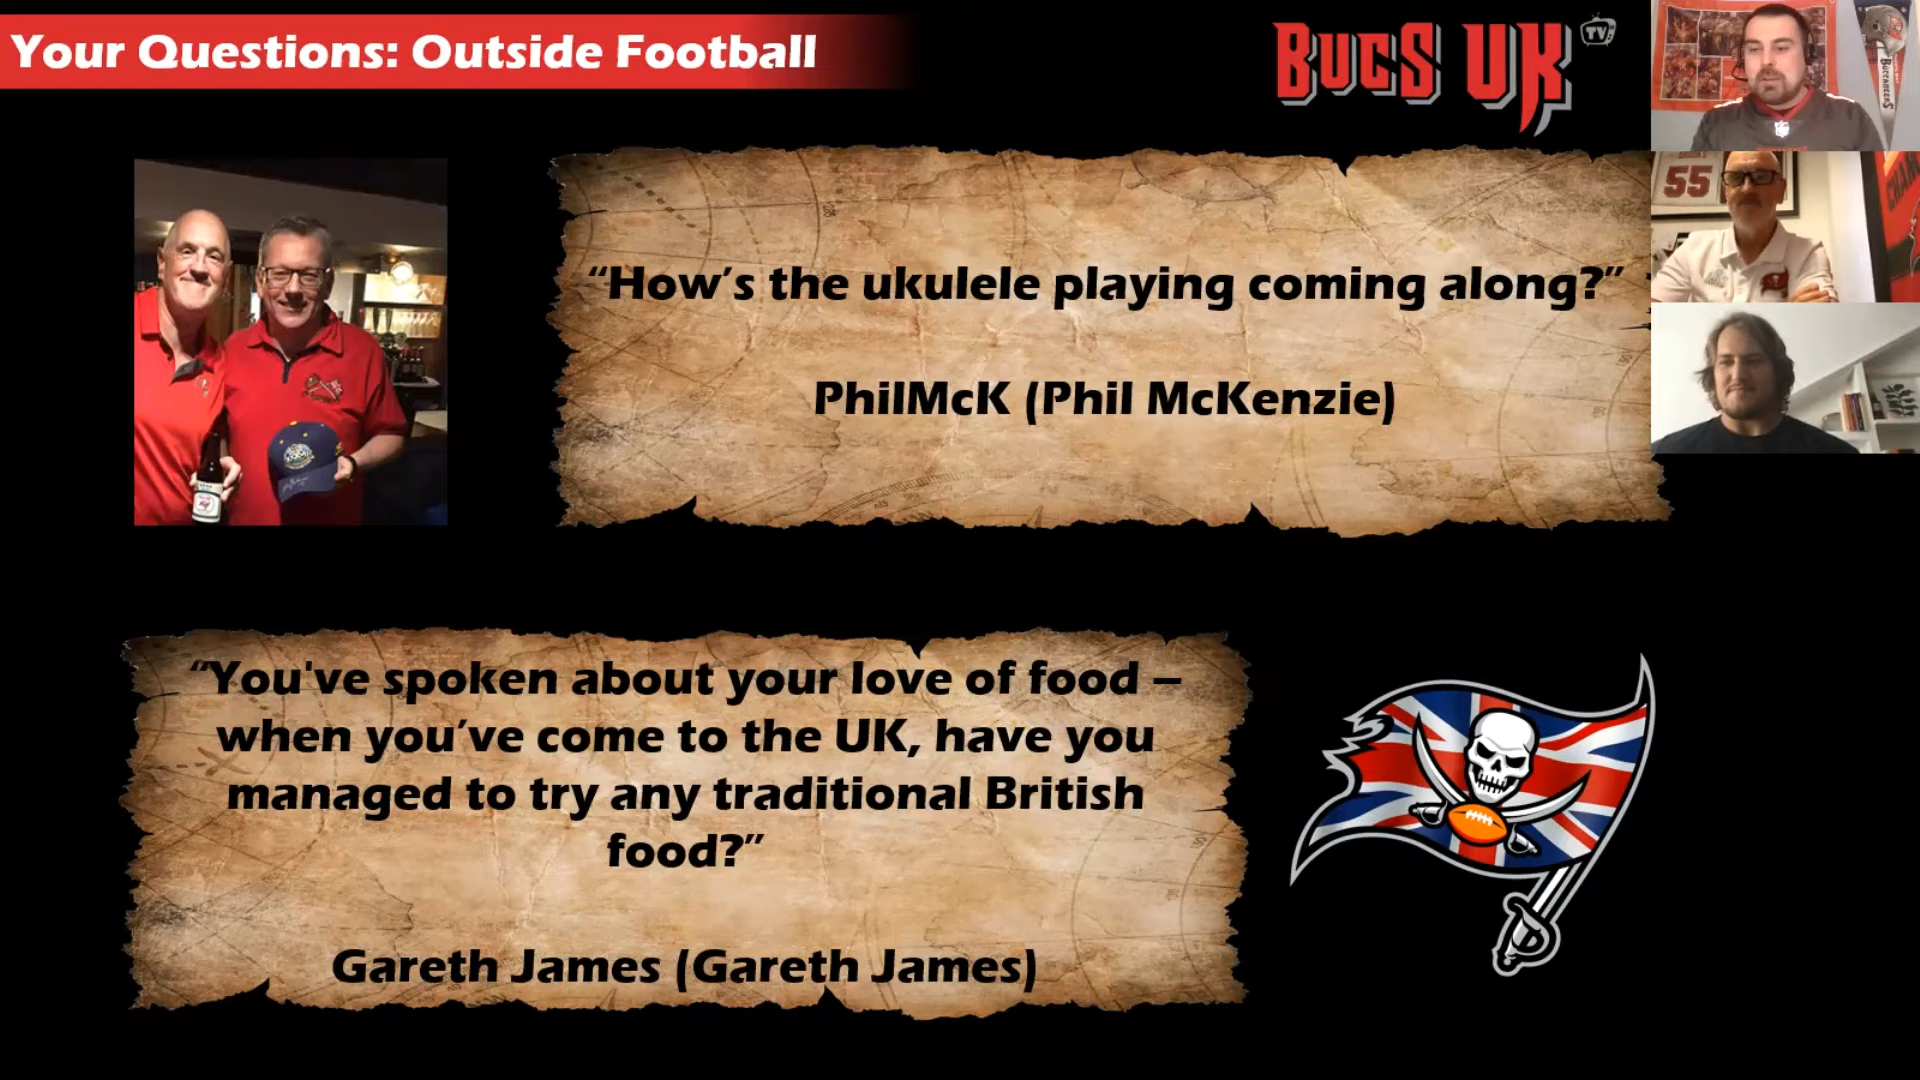 Your Questions: Outside Football
BUCS UK
TV
“How’s the ukulele playing coming along?”
PhilMcK (Phil McKenzie)
“You've spoken about your love of food –
when you’ve come to the UK, have you
managed to try any traditional British
food?”
Gareth James (Gareth James)
BUCCANEERS
55